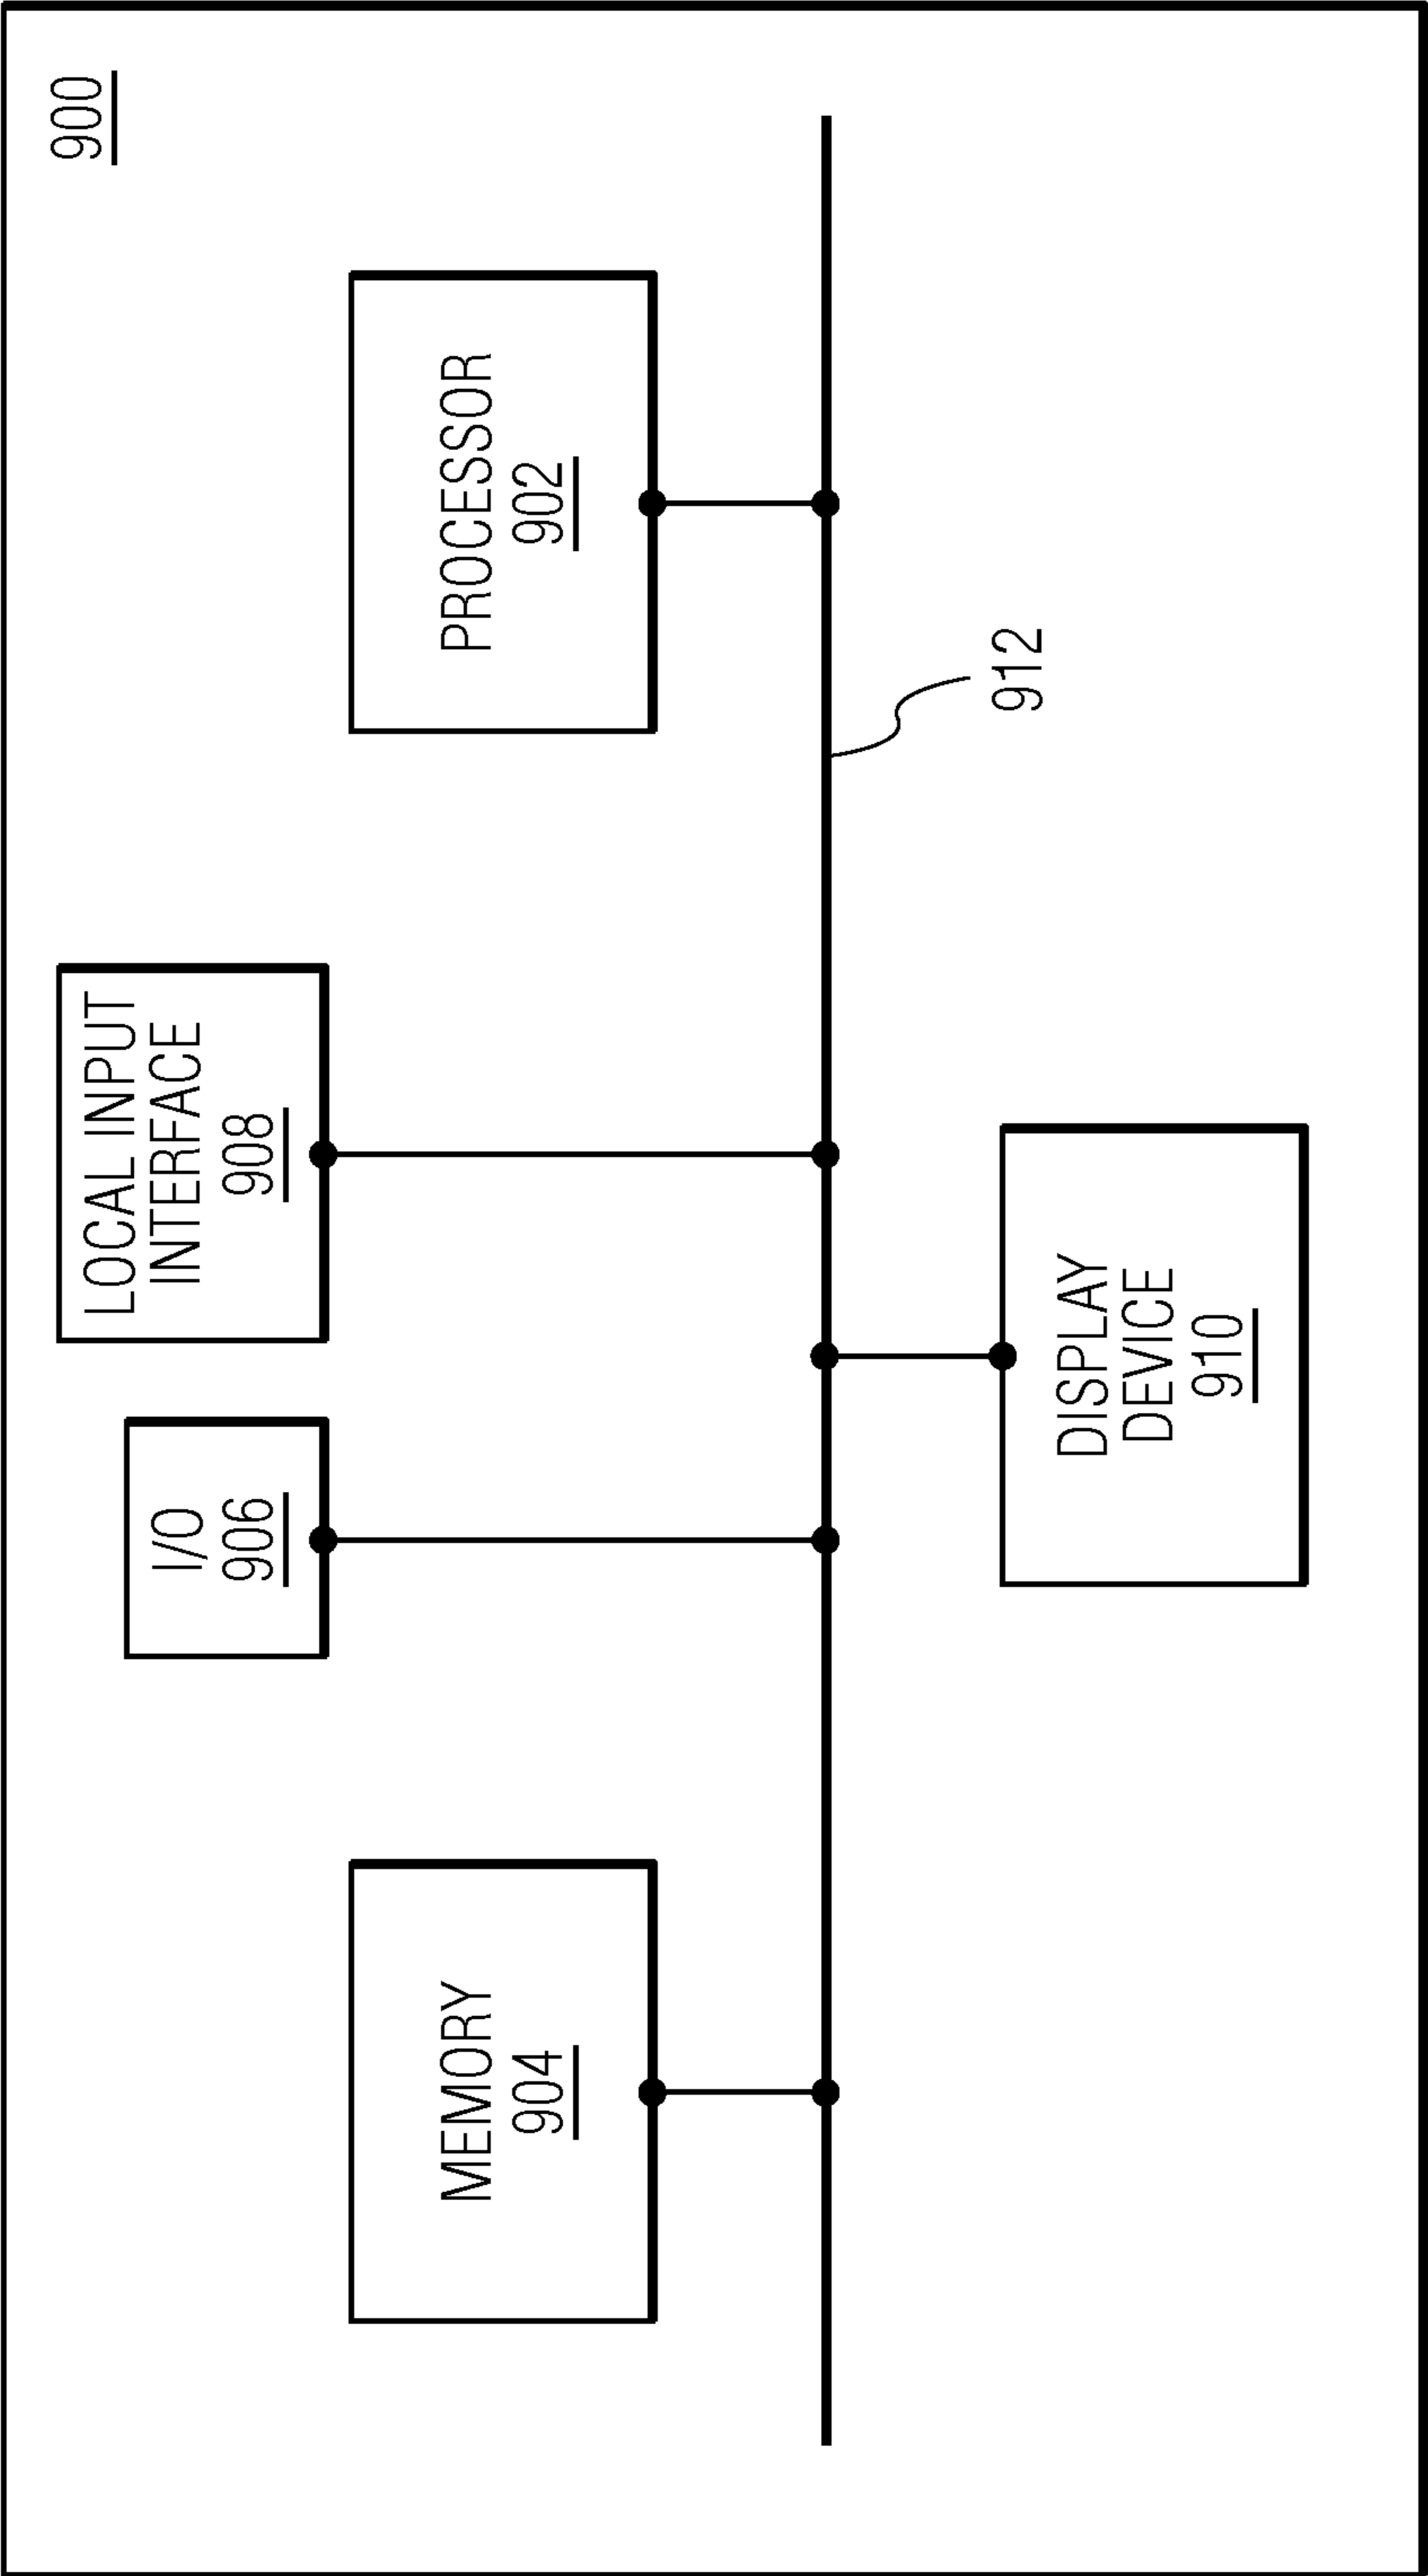 900
LOCAL INPUT
INTERFACE
908
I/O
906
MEMORY
904
PROCESSOR
902
912
DISPLAY
DEVICE
910